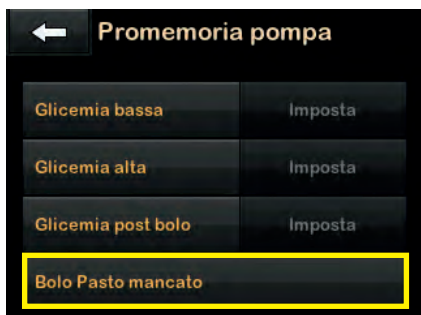 Promemoria pompa
Glicemia bassa Imposta
Glicemia alta Imposta
Glicemia post bolo Imposta
Bolo Pasto mancato